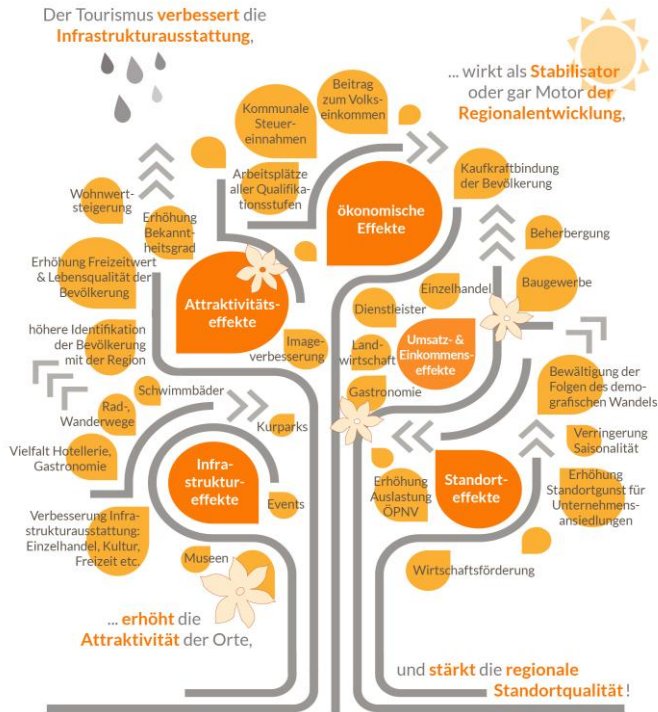 Der Tourismus verbessert die
Infrastrukturausstattung,
... wirkt als Stabilisator
oder gar Motor der
Regionalentwicklung,
Beitrag
zum Volks-
einkommen
Kommunale
Steuer-
einnahmen
Arbeitsplätze
aller Qualifika-
tionsstufen
ökonomische
Effekte
Kaufkraftbindung
der Bevölkerung
Wohnwert-
steigerung
Erhöhung
Bekannt-
heitsgrad
Erhöhung Freizeitwert
& Lebensqualität der
Bevölkerung
Attraktivitäts-
effekte
höhere Identifikation
der Bevölkerung
mit der Region
Image-
verbesserung
Beherbergung
Baugewerbe
Einzelhandel
Dienstleister
Umsatz- &
Einkommens-
effekte
Land-
wirtschaft
Gastronomie
Bewältigung der
Folgen des demo-
grafischen Wandels
Schwimmbäder
Rad-,
Wanderwege
Kurparks
Vielfalt Hotellerie,
Gastronomie
Infra-
struktur-
effekte
Events
Verbesserung Infra-
strukturausstattung:
Einzelhandel, Kultur,
Freizeit etc.
Museen
Verringerung
Saisonalität
Erhöhung
Auslastung
ÖPNV
Standort-
effekte
Erhöhung
Standortgunst für
Unternehmens-
ansiedlungen
Wirtschaftsförderung
... erhöht die
Attraktivität der Orte,
und stärkt die regionale
Standortqualität!